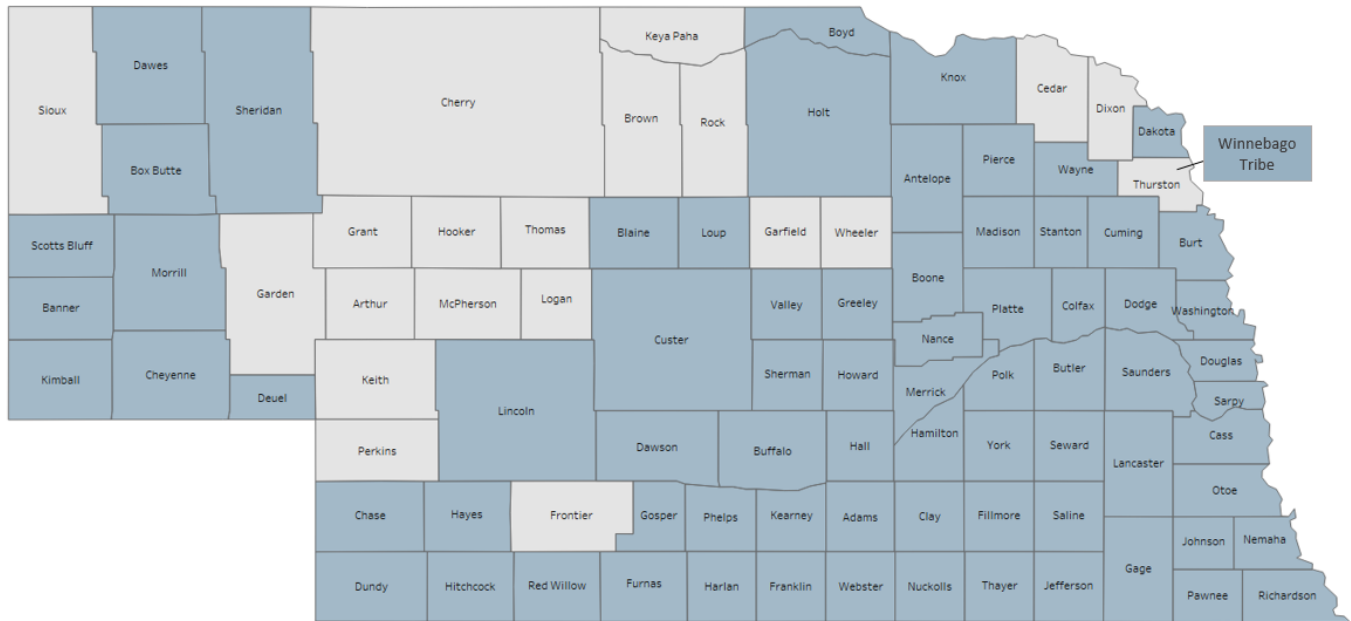 Boyd
Keya Paha
Dawes
Knox
Cedar
Sioux
Sheridan
Cherry
Brown
Rock
Holt
Dixon
Dakota
Winnebago
Tribe
Box Butte
Pierce
Antelope
Wayne
Thurston
Grant
Hooker
Thomas
Blaine
Loup
Garfield
Wheeler
Madison
Stanton
Cuming
Burt
Scotts Bluff
Morrill
Garden
Boone
Banner
Arthur
McPherson
Logan
Valley
Greeley
Platte
Colfax
Dodge
Washington
Custer
Nance
Kimball
Cheyenne
Deuel
Keith
Sherman
Howard
Merrick
Polk
Butler
Saunders
Douglas
Sarpy
Lincoln
Perkins
Dawson
Buffalo
Hall
Hamilton
York
Seward
Lancaster
Cass
Otoe
Chase
Hayes
Frontier
Gosper
Phelps
Kearney
Adams
Clay
Fillmore
Saline
Johnson
Nemaha
Dundy
Hitchcock
Red Willow
Furnas
Harlan
Franklin
Webster
Nuckolls
Thayer
Jefferson
Gage
Pawnee
Richardson